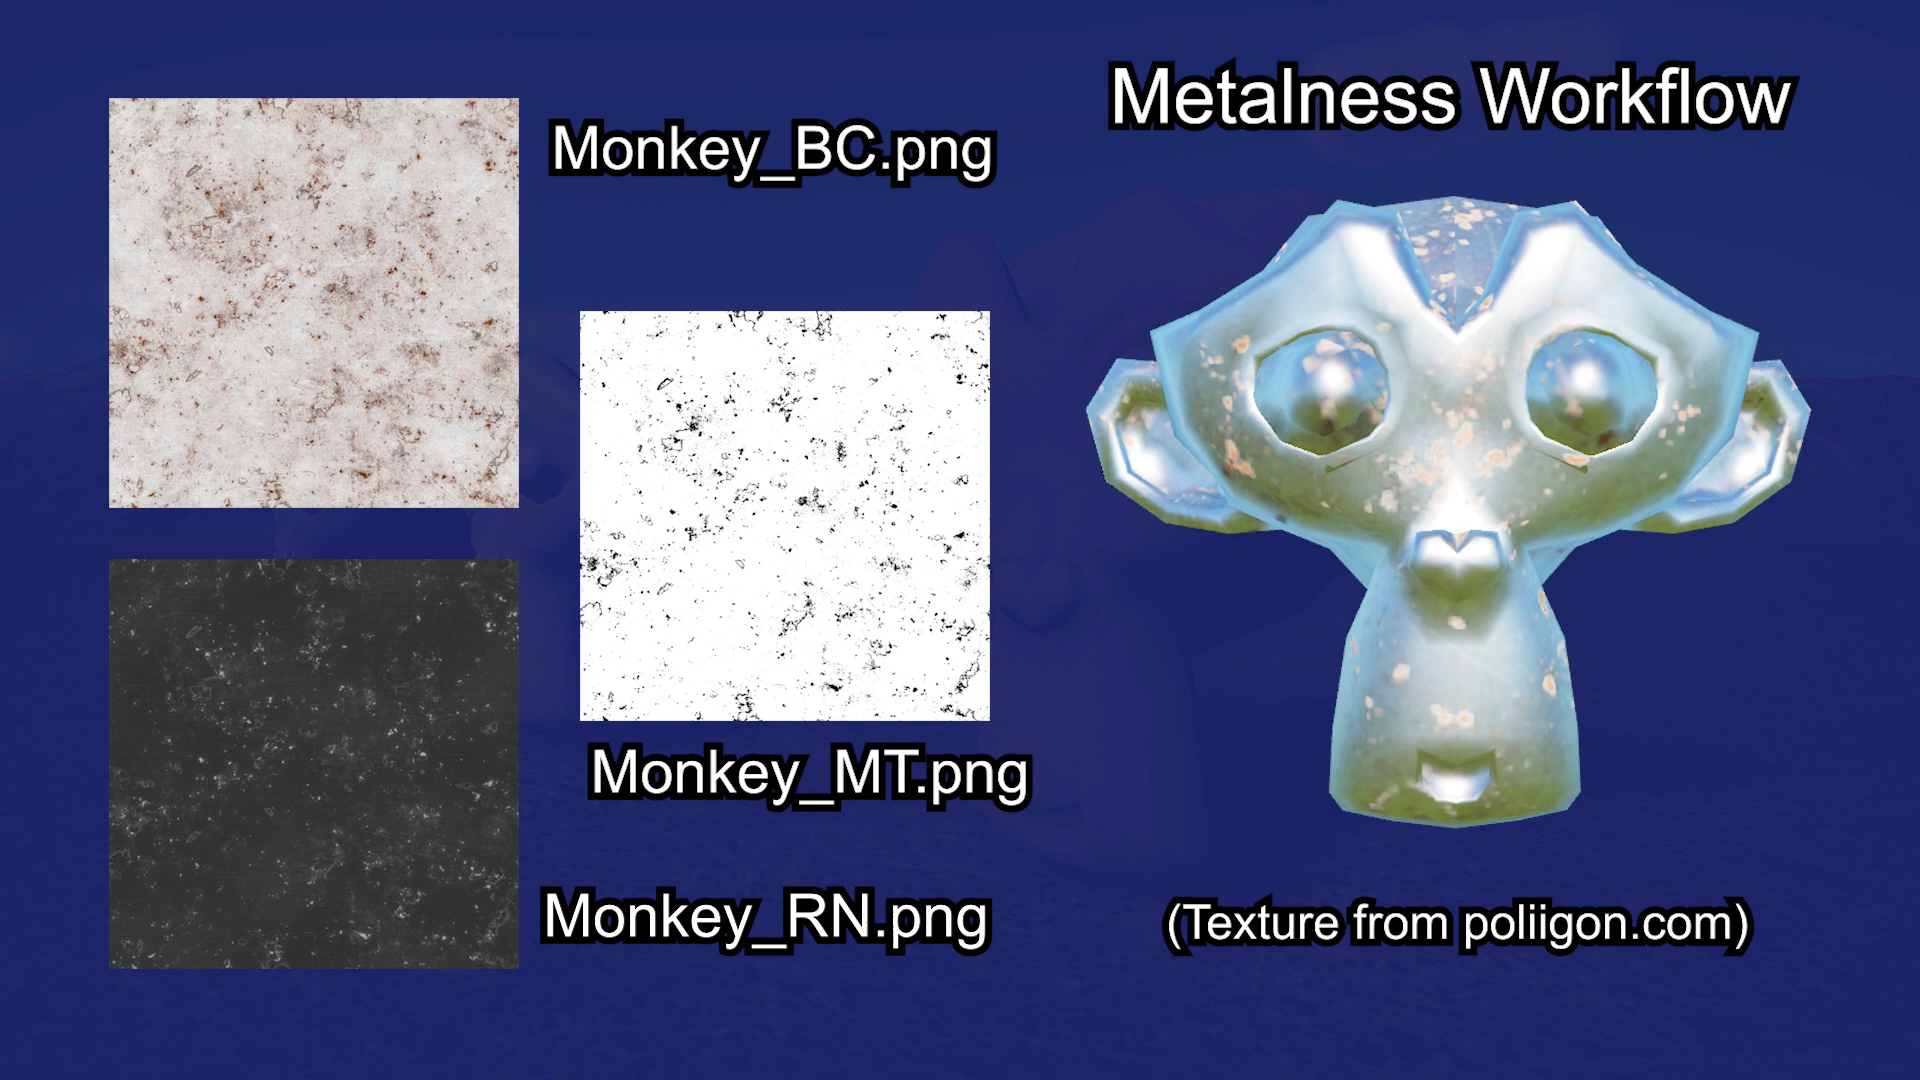 Metalness Workflow
Monkey_BC.png
Monkey_MT.png
Monkey_RN.png
(Texture from poliigon.com)